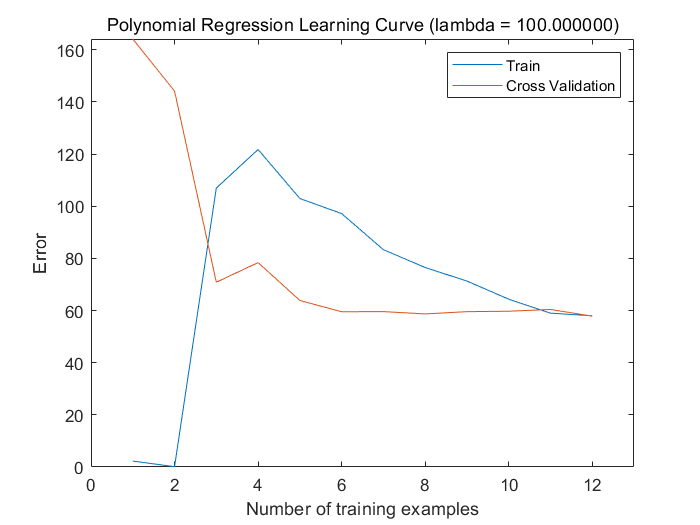 Polynomial Regression Learning Curve (lambda = 100.000000)
160
140
120
100
80
60
40
20
0
Error
Train
Cross Validation
0 2 4 6 8 10 12
Number of training examples